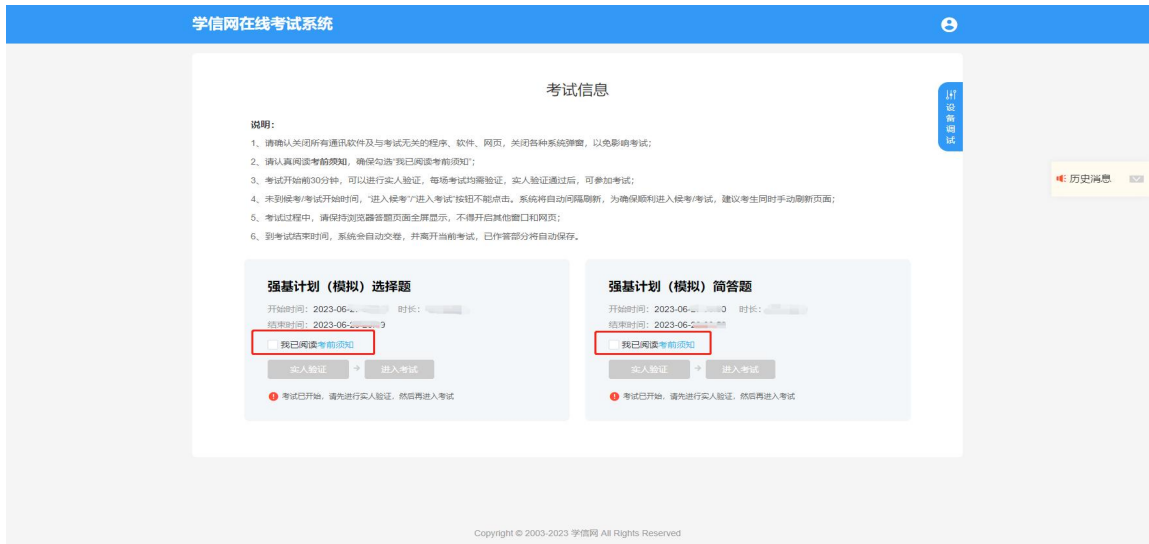 学信网在线考试系统
考试信息
设备调试
说明：
1、请确认关闭所有通讯软件及与考试无关的程序、软件、网页，关闭各种系统弹窗，以免影响考试；
2、请认真阅读考前须知，确保勾选“我已阅读考前须知”；
3、考试开始前30分钟，可以进行实人验证，每场考试均需验证，实人验证通过后，可参加考试；
4、未到候考/考试开始时间，“进入候考”/“进入考试”按钮不能点击。系统将自动间隔刷新，为确保顺利进入候考/考试，建议考生同时手动刷新页面；
5、考试过程中，请保持浏览器答题页面全屏显示，不得开启其他窗口和网页；
6、到考试结束时间，系统会自动交卷，并离开当前考试，已作答部分将自动保存。
历史消息
强基计划（模拟）选择题
开始时间：2023-06- 时长：
结束时间：2023-06-
我已阅读考前须知
实人验证 → 进入考试
考试已开始，请先进行实人验证，然后再进入考试
强基计划（模拟）简答题
开始时间：2023-06- 时长：
结束时间：2023-06-
我已阅读考前须知
实人验证 → 进入考试
考试已开始，请先进行实人验证，然后再进入考试
Copyright © 2003-2023 学信网 All Rights Reserved